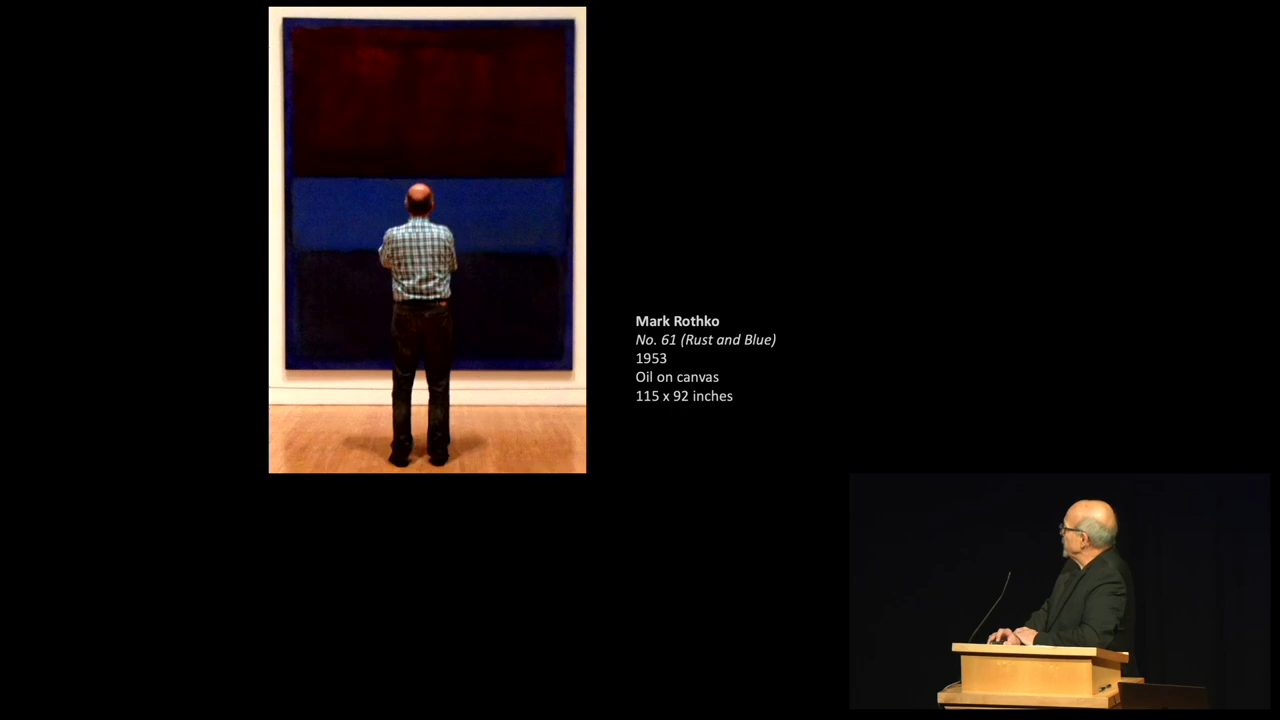 Mark Rothko
No. 61 (Rust and Blue)
1953
Oil on canvas
115 x 92 inches